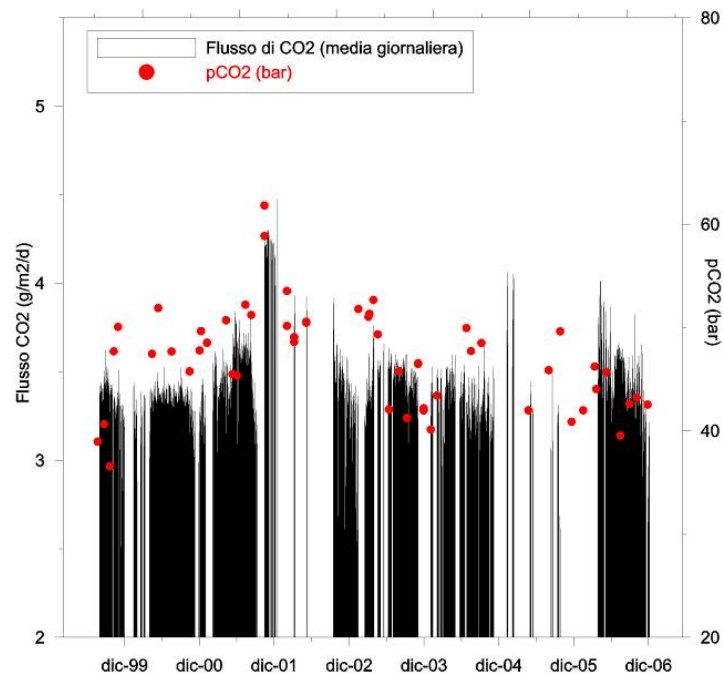 Flusso di CO2 (media giornaliera)
pCO2 (bar)
Flusso CO2 (g/m2/d)
5
4
3
2
pCO2 (bar)
80
60
40
20
dic-99 dic-00 dic-01 dic-02 dic-03 dic-04 dic-05 dic-06